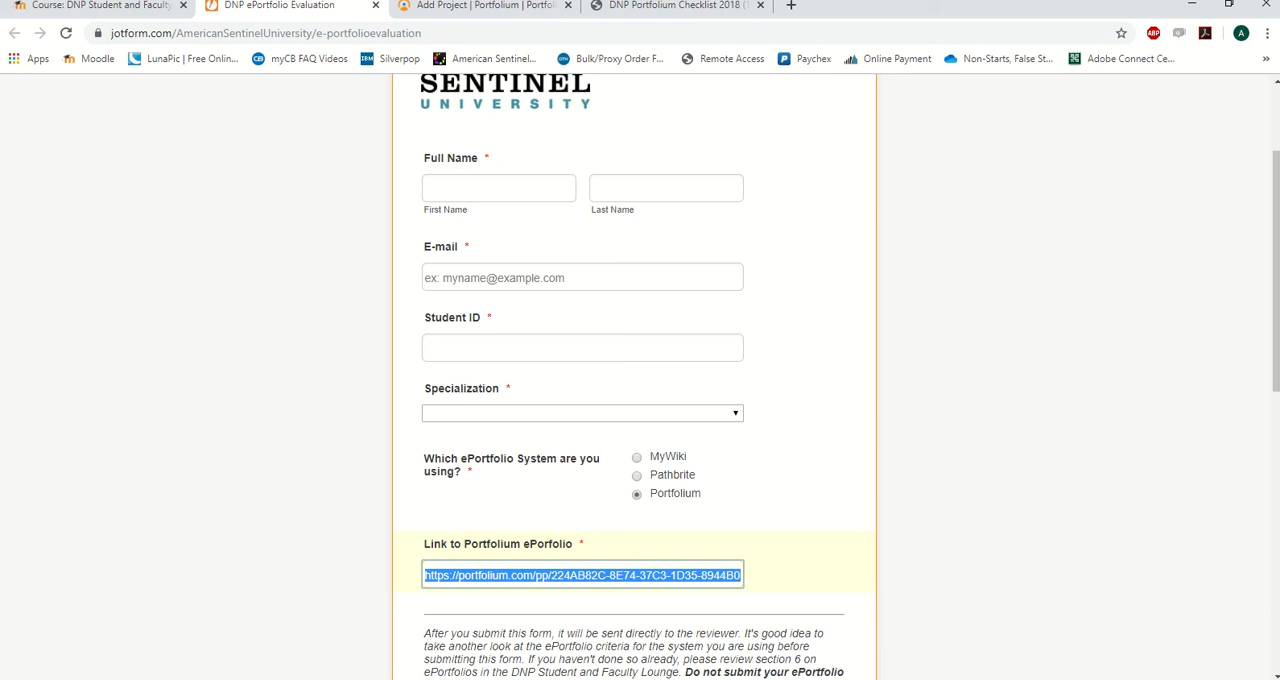 Course: DNP Student and Faculty
DNP ePortfolio Evaluation
Add Project | Portfolium | Portfoli
DNP Portfolium Checklist 2018 (1
jotform.com/AmericanSentinelUniversity/e-portfolioevaluation
ABP
A
Apps
Moodle
LunaPic | Free Onlin...
CB
myCB FAQ Videos
IBM
Silverpop
American Sentinel...
Bulk/Proxy Order F...
Remote Access
P
Paychex
Online Payment
Non-Starts, False St...
Adobe Connect Ce...
»
SENTINEL
UNIVERSITY
Full Name *
First Name
Last Name
E-mail *
ex: myname@example.com
Student ID *
Specialization *
Which ePortfolio System are you
using? *
MyWiki
Pathbrite
Portfolium
Link to Portfolium ePorfolio *
https://portfolium.com/pp/224AB82C-8E74-37C3-1D35-8944B0
After you submit this form, it will be sent directly to the reviewer. It's good idea to
take another look at the ePortfolio criteria for the system you are using before
submitting this form. If you haven't done so already, please review section 6 on
ePortfolios in the DNP Student and Faculty Lounge. Do not submit your ePortfolio